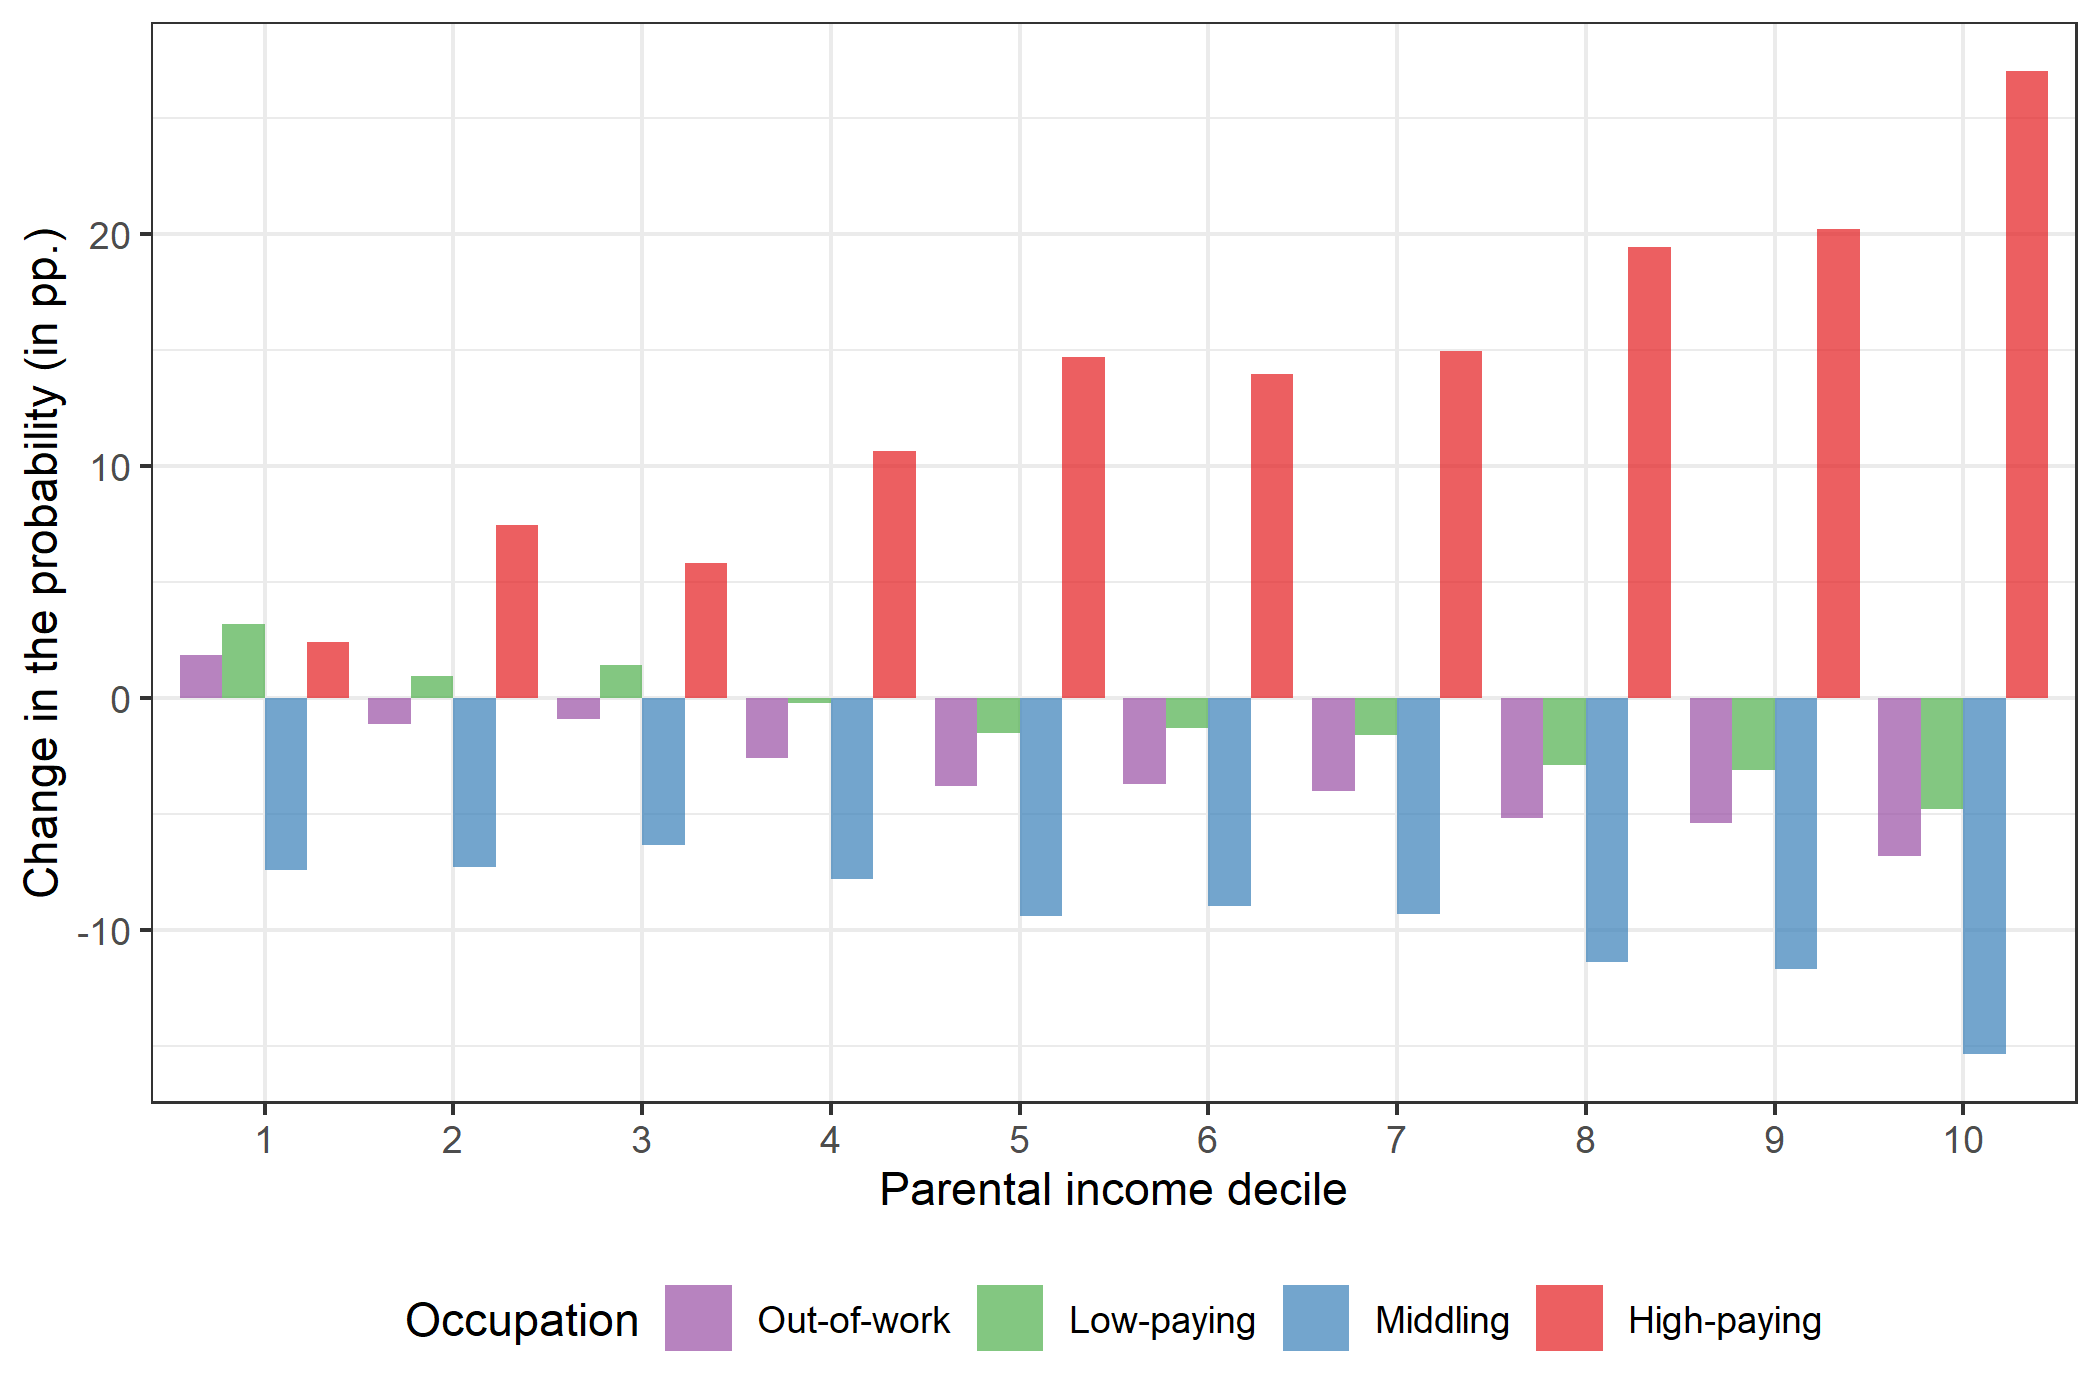 Change in the probability (in pp.)
20
10
0
-10
1 2 3 4 5 6 7 8 9 10
Parental income decile
Occupation Out-of-work Low-paying Middling High-paying